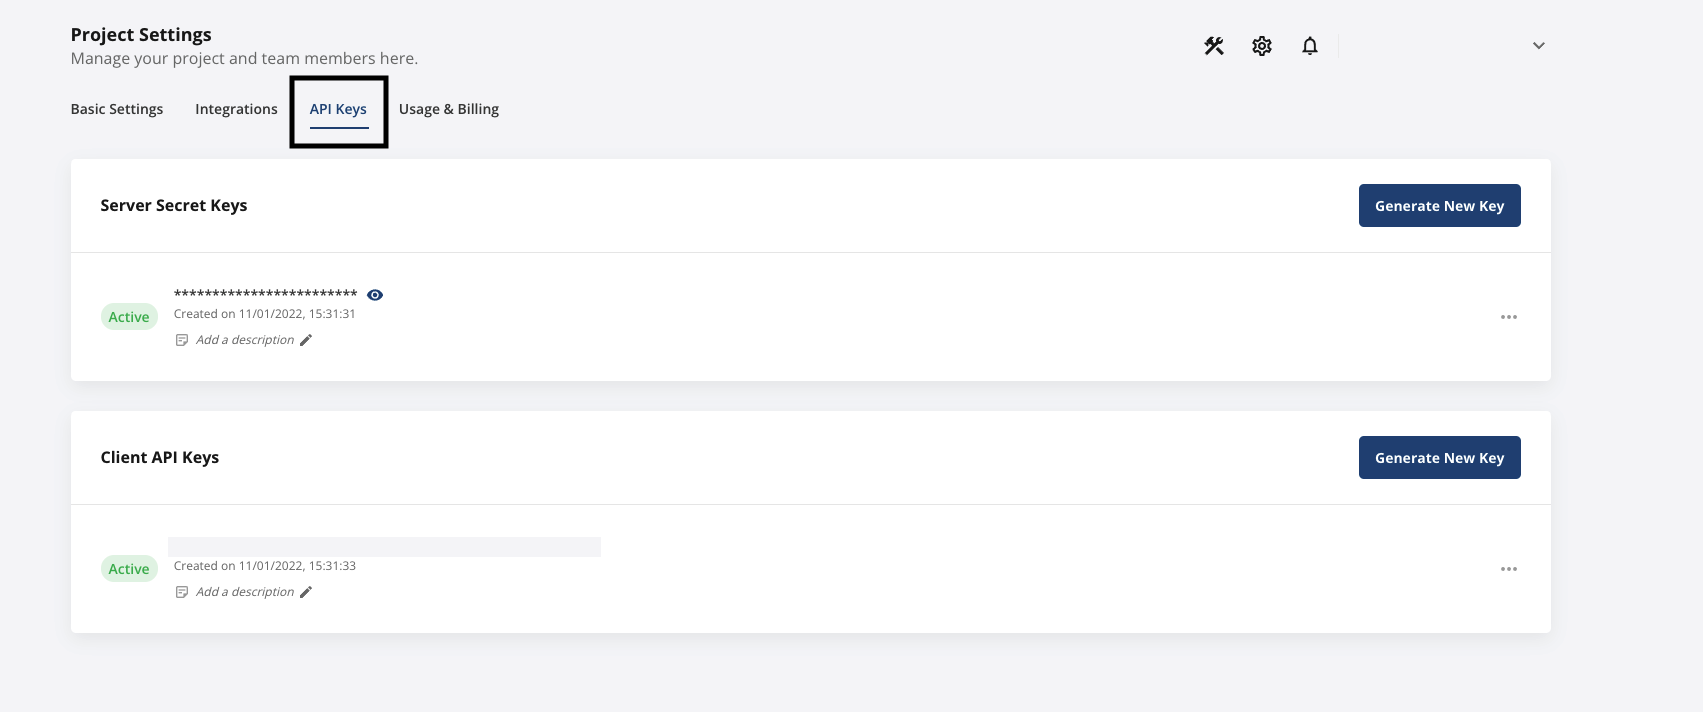 Project Settings
Manage your project and team members here.
Basic Settings Integrations API Keys Usage & Billing
Server Secret Keys Generate New Key
************************
Active
Created on 11/01/2022, 15:31:31
Add a description
Client API Keys Generate New Key
Active
Created on 11/01/2022, 15:31:33
Add a description